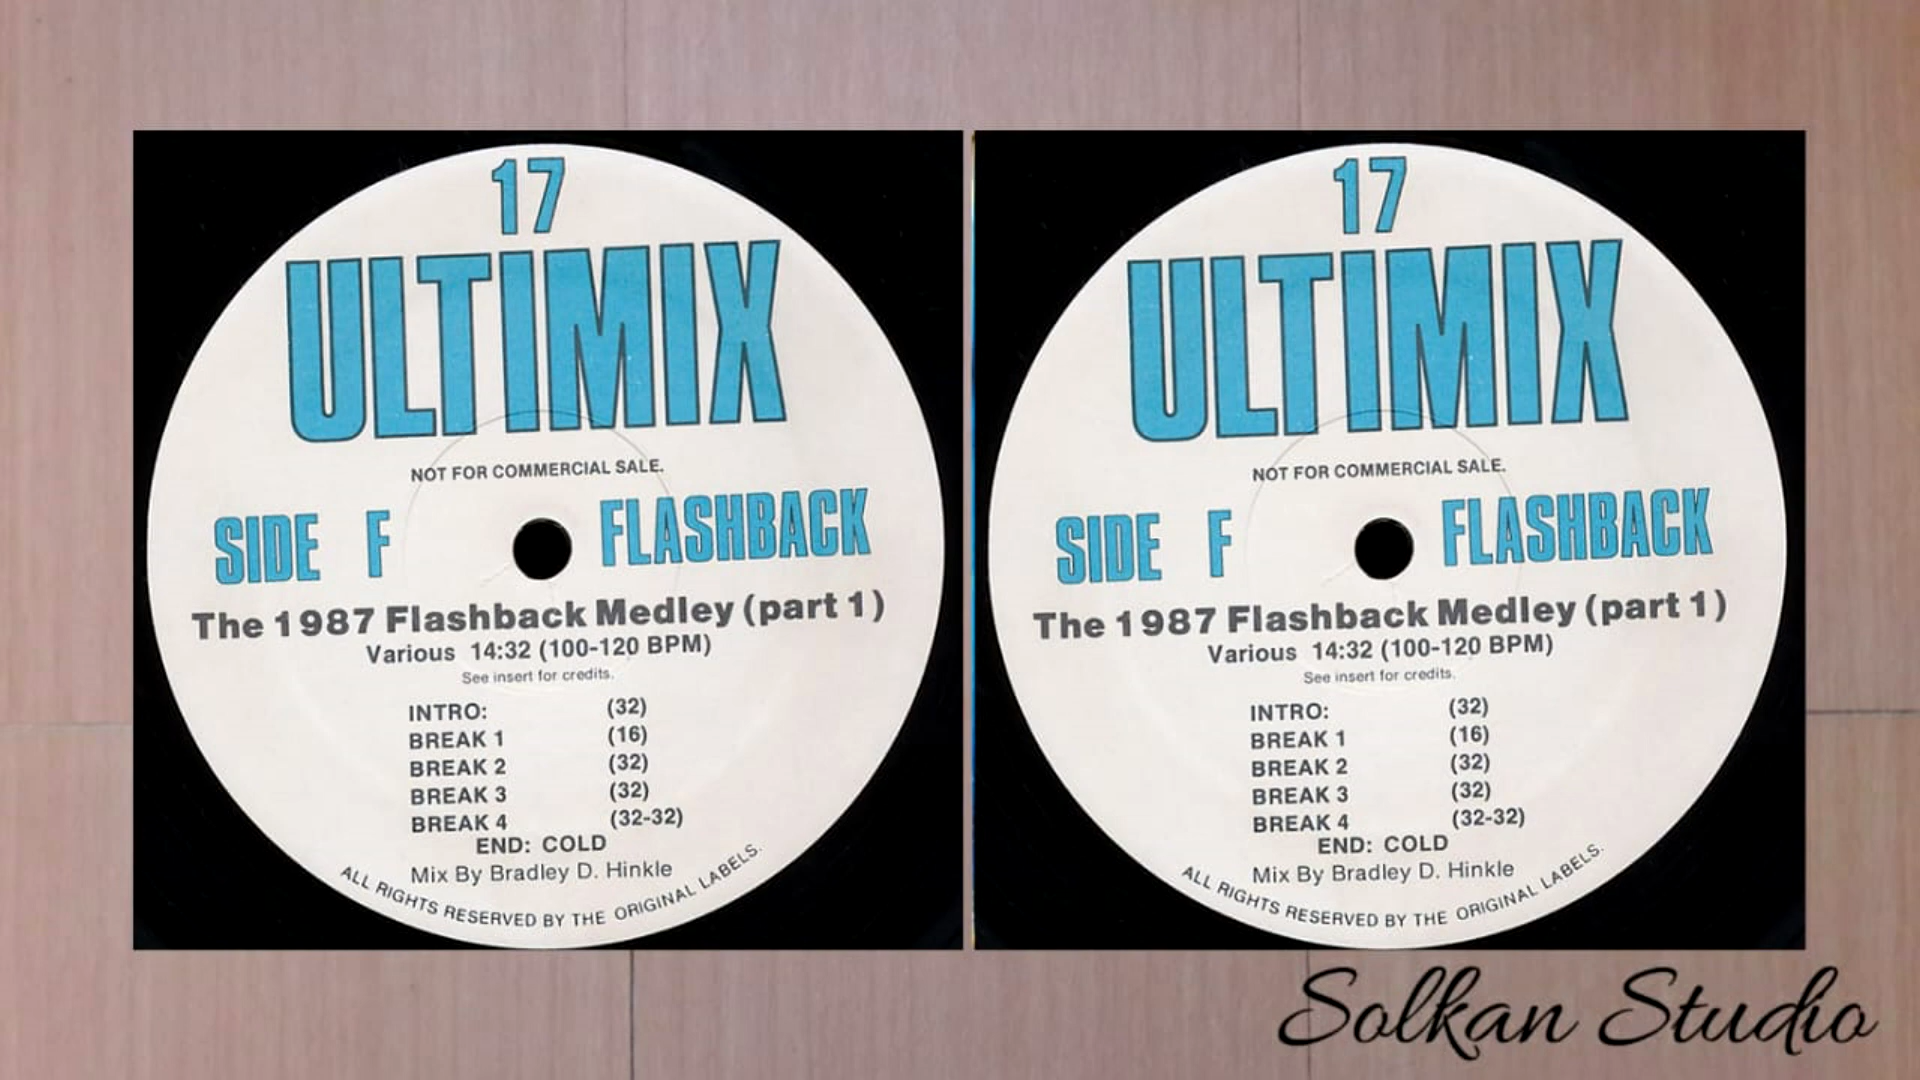 17
ULTIMIX
NOT FOR COMMERCIAL SALE.
SIDE F FLASHBACK
The 1987 Flashback Medley (part 1)
Various 14:32 (100-120 BPM)
See insert for credits.
INTRO: (32)
BREAK 1 (16)
BREAK 2 (32)
BREAK 3 (32)
BREAK 4 (32-32)
END: COLD
Mix By Bradley D. Hinkle
ALL RIGHTS RESERVED BY THE ORIGINAL LABELS.
17
ULTIMIX
NOT FOR COMMERCIAL SALE.
SIDE F FLASHBACK
The 1987 Flashback Medley (part 1)
Various 14:32 (100-120 BPM)
See insert for credits.
INTRO: (32)
BREAK 1 (16)
BREAK 2 (32)
BREAK 3 (32)
BREAK 4 (32-32)
END: COLD
Mix By Bradley D. Hinkle
ALL RIGHTS RESERVED BY THE ORIGINAL LABELS.
Solkan Studio